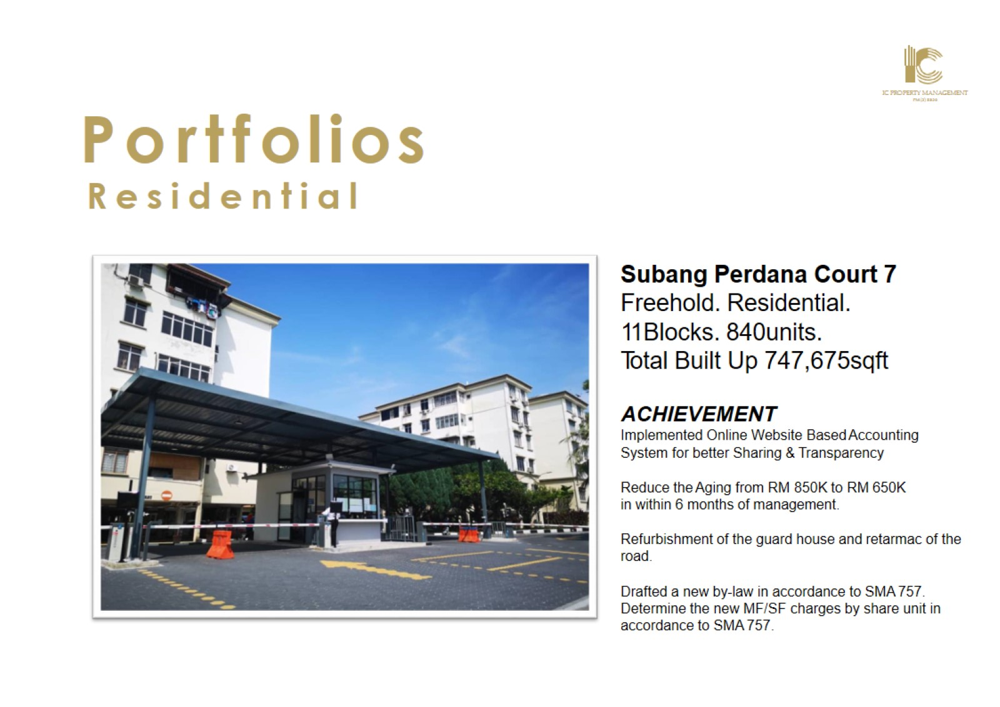 IC PROPERTY MANAGEMENT
Portfolios
Residential
Subang Perdana Court 7
Freehold. Residential.
11Blocks. 840units.
Total Built Up 747,675sqft
ACHIEVEMENT
Implemented Online Website Based Accounting
System for better Sharing & Transparency
Reduce the Aging from RM 850K to RM 650K
in within 6 months of management.
Refurbishment of the guard house and retarmac of the
road.
Drafted a new by-law in accordance to SMA 757.
Determine the new MF/SF charges by share unit in
accordance to SMA 757.